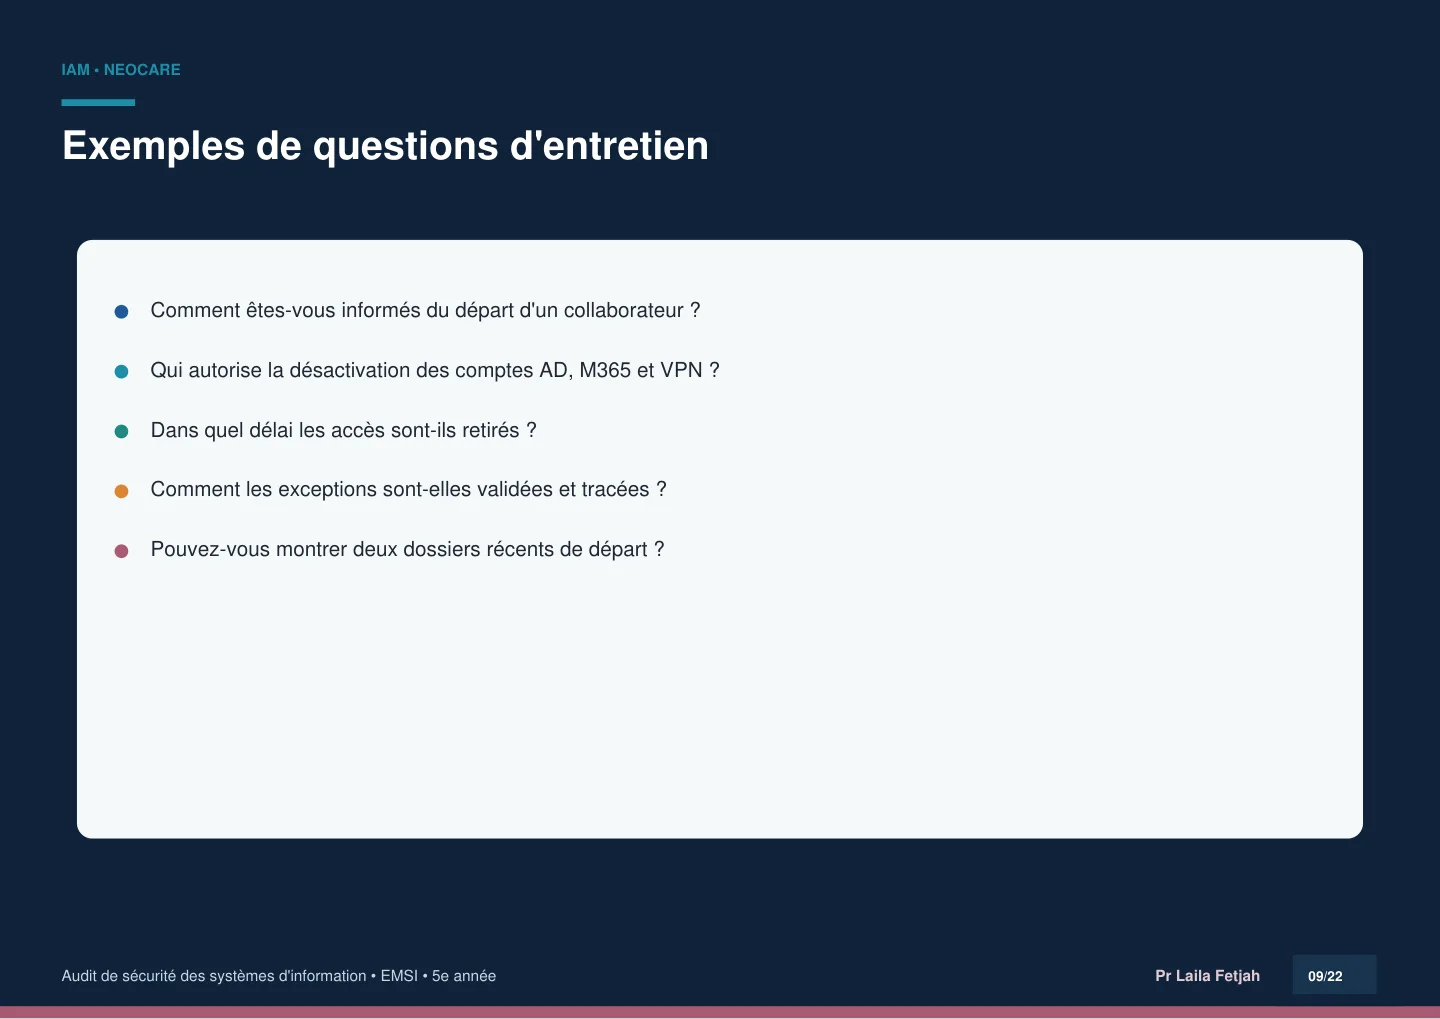 IAM • NEOCARE
Exemples de questions d'entretien
Comment êtes-vous informés du départ d'un collaborateur ?
Qui autorise la désactivation des comptes AD, M365 et VPN ?
Dans quel délai les accès sont-ils retirés ?
Comment les exceptions sont-elles validées et tracées ?
Pouvez-vous montrer deux dossiers récents de départ ?
Audit de sécurité des systèmes d'information • EMSI • 5e année
Pr Laila Fetjah
09/22